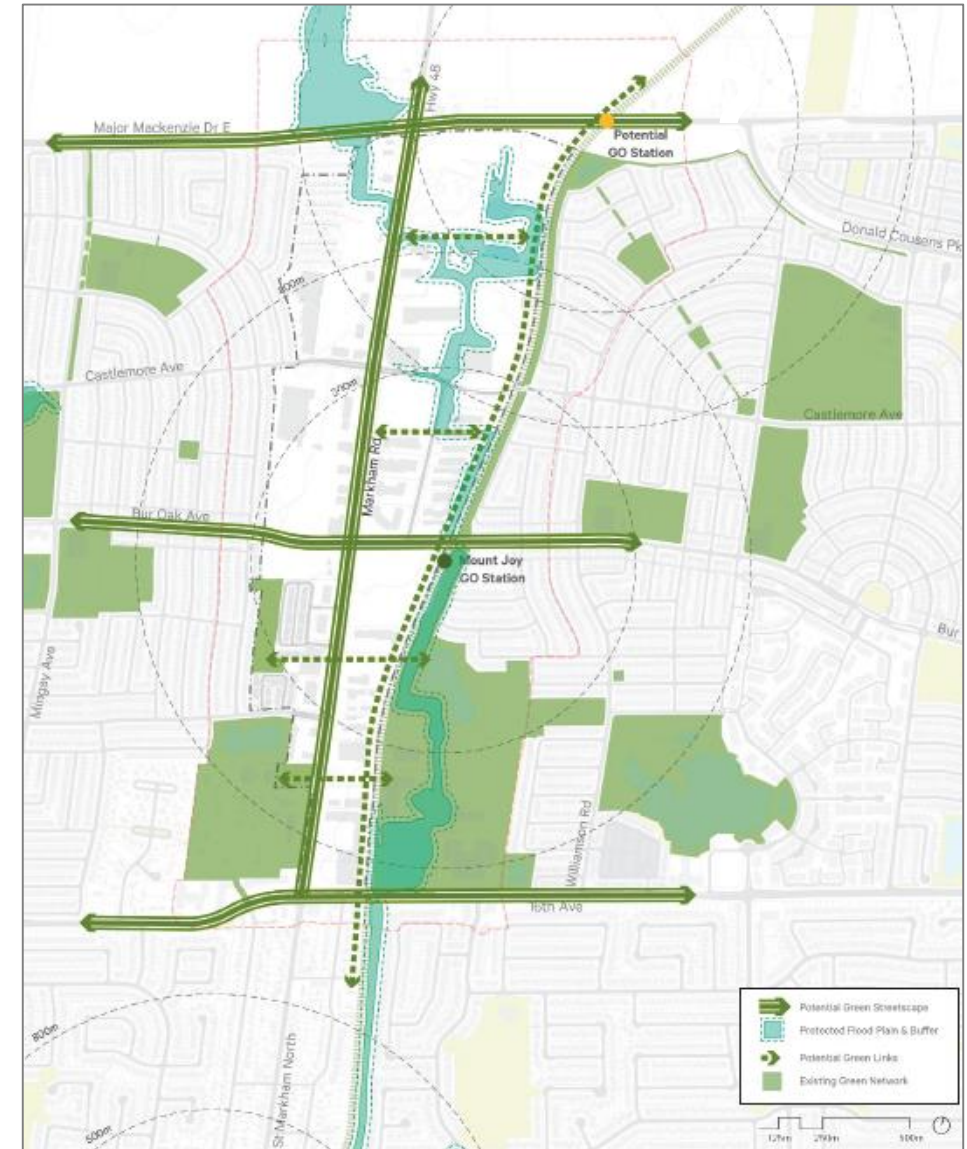 Hwy 48
Major Mackenzie Dr E
Potential
GO Station
Donald Cousens Pk
800m
Castlemore Ave
Castlemore Ave
Markham Rd
Bur Oak Ave
Mount Joy
GO Station
Bur
Mingay Ave
Williamson Rd
16th Ave
800m
St Markham North
500m
Potential Green Streetscape
Protected Flood Plain & Buffer
Potential Green Links
Existing Green Network
125m 250m 500m